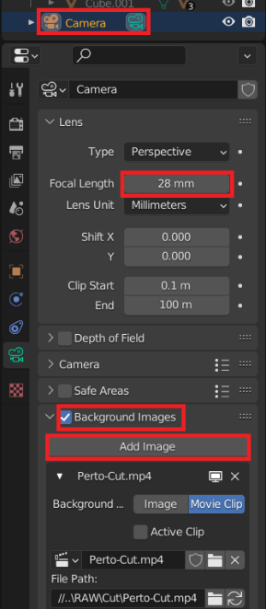 Cube.001 3
Camera
Camera
Lens
Type Perspective
Focal Length 28 mm
Lens Unit Millimeters
Shift X 0.000
Y 0.000
Clip Start 0.1 m
End 100 m
Depth of Field
Camera
Safe Areas
Background Images
Add Image
Perto-Cut.mp4
Background ... Image Movie Clip
Active Clip
Perto-Cut.mp4
File Path:
//..\RAW\Cut\Perto-Cut.mp4